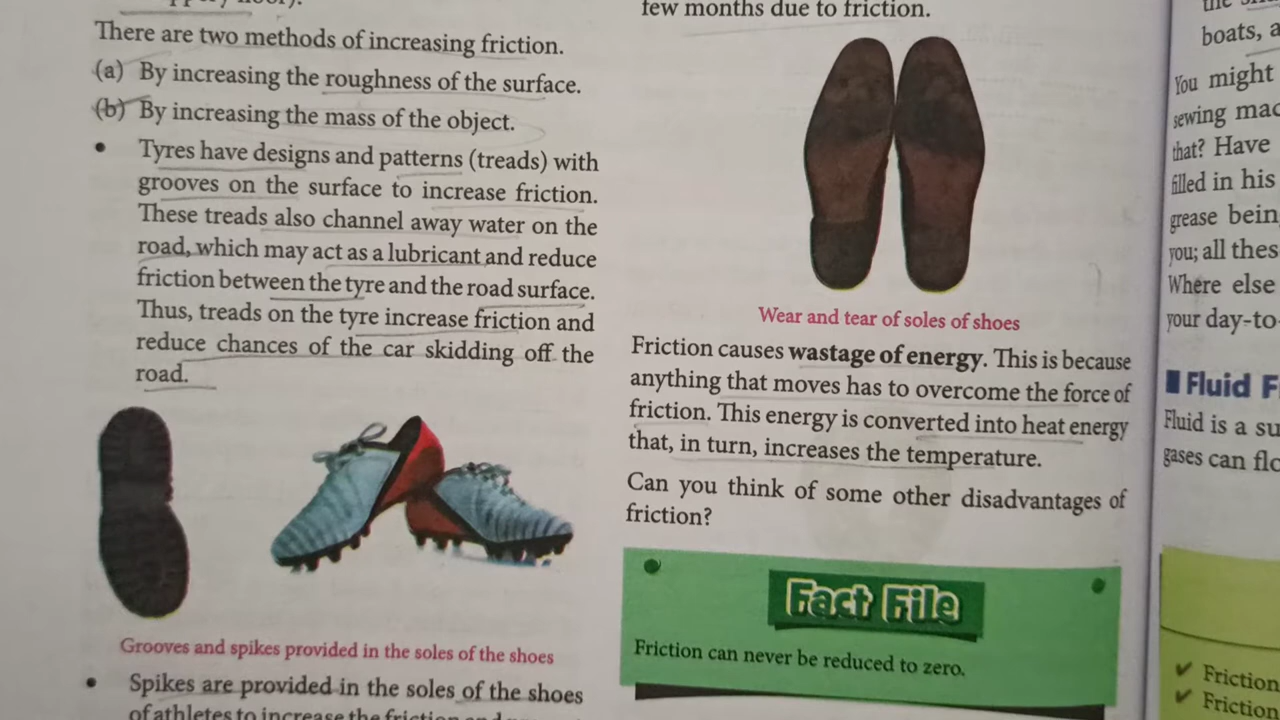 There are two methods of increasing friction.
(a) By increasing the roughness of the surface.
(b) By increasing the mass of the object.
• Tyres have designs and patterns (treads) with
grooves on the surface to increase friction.
These treads also channel away water on the
road, which may act as a lubricant and reduce
friction between the tyre and the road surface.
Thus, treads on the tyre increase friction and
reduce chances of the car skidding off the
road.
Grooves and spikes provided in the soles of the shoes
• Spikes are provided in the soles of the shoes
of athletes to increase the friction
few months due to friction.
Wear and tear of soles of shoes
Friction causes wastage of energy. This is because
anything that moves has to overcome the force of
friction. This energy is converted into heat energy
that, in turn, increases the temperature.
Can you think of some other disadvantages of
friction?
Fact File
Friction can never be reduced to zero.
boats, a
You might
sewing mac
that? Have
filled in his
grease bein
you; all thes
Where else
your day-to-
Fluid F
Fluid is a su
gases can flo
✔ Friction
✔ Friction